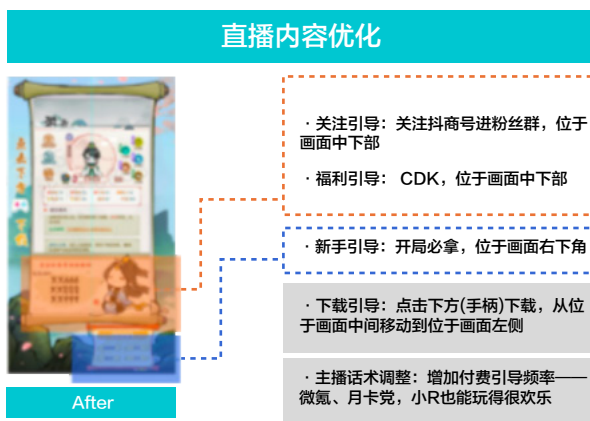 直播内容优化
· 关注引导：关注抖商号进粉丝群，位于
画面中下部
· 福利引导： CDK，位于画面中下部
· 新手引导：开局必拿，位于画面右下角
· 下载引导：点击下方(手柄)下载，从位
于画面中间移动到位于画面左侧
· 主播话术调整：增加付费引导频率——
微氪、月卡党，小R也能玩得很欢乐
After